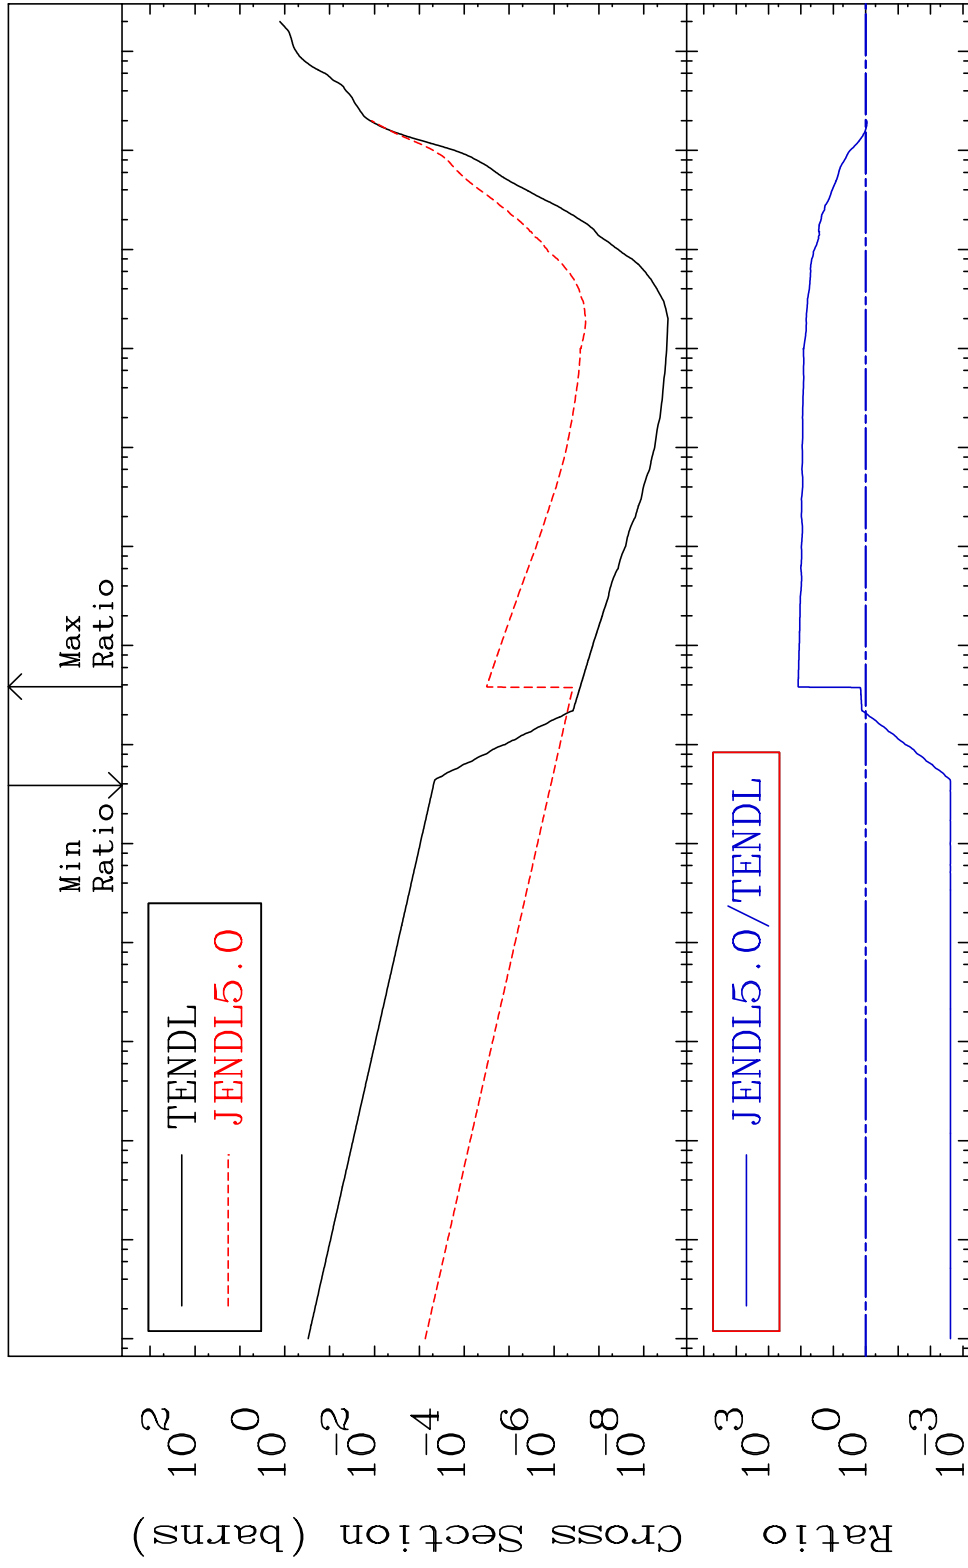 Min
Ratio
Max
Ratio
TENDL
JENDL5.0
10^2
10^0
10^-2
10^-4
10^-6
10^-8
Cross Section (barns)
JENDL5.0/TENDL
10^3
10^0
10^-3
Ratio